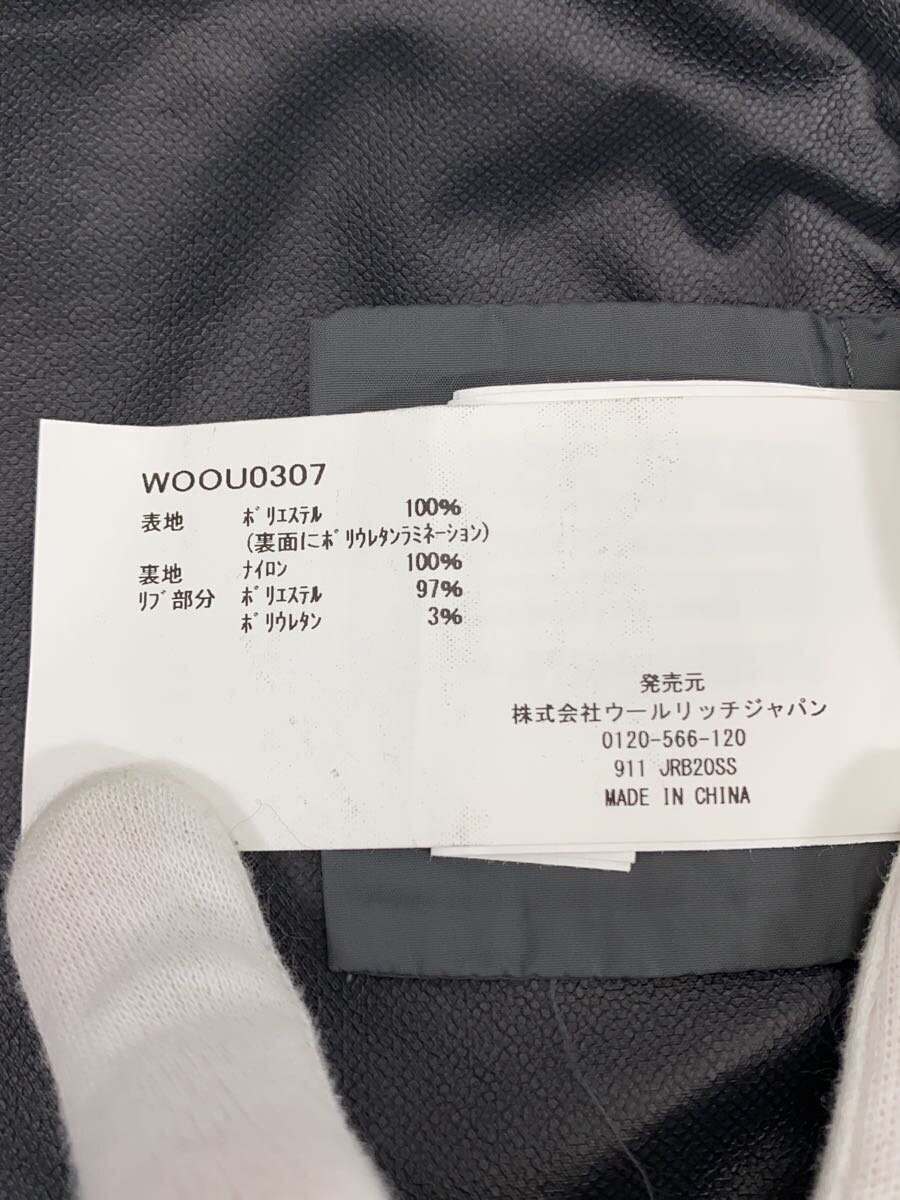 WOOU0307
表地 ﾎﾟﾘｴｽﾃﾙ 100%
(裏面にﾎﾟﾘｳﾚﾀﾝﾗﾐﾈｰｼｮﾝ)
裏地 ﾅｲﾛﾝ 100%
ﾘﾌﾞ部分 ﾎﾟﾘｴｽﾃﾙ 97%
ﾎﾟﾘｳﾚﾀﾝ 3%
発売元
株式会社ウールリッチジャパン
0120-566-120
911 JRB20SS
MADE IN CHINA